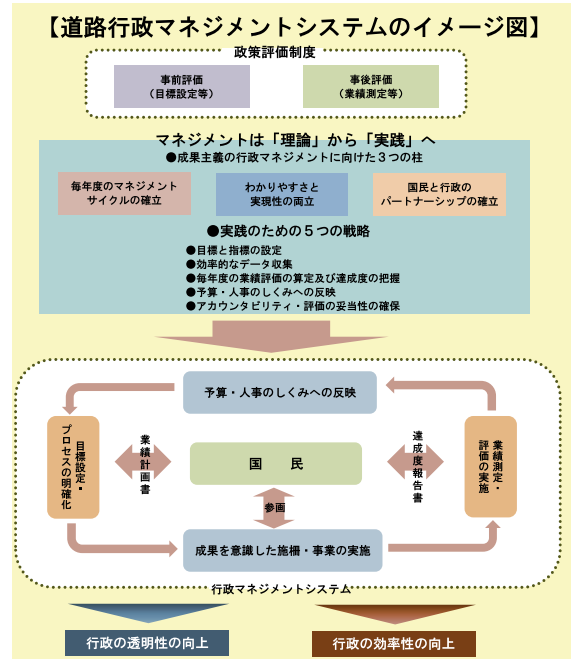 【道路行政マネジメントシステムのイメージ図】
政策評価制度
事前評価
（目標設定等）
事後評価
（業績測定等）
マネジメントは「理論」から「実践」へ
●成果主義の行政マネジメントに向けた３つの柱
毎年度のマネジメント
サイクルの確立
わかりやすさと
実現性の両立
国民と行政の
パートナーシップの確立
●実践のための５つの戦略
●目標と指標の設定
●効率的なデータ収集
●毎年度の業績評価の算定及び達成度の把握
●予算・人事のしくみへの反映
●アカウンタビリティ・評価の妥当性の確保
予算・人事のしくみへの反映
目標設定・
プロセスの明確化
業績計画書
国　民
達成度報告書
業績測定・
評価の実施
参画
成果を意識した施柵・事業の実施
行政マネジメントシステム
行政の透明性の向上
行政の効率性の向上